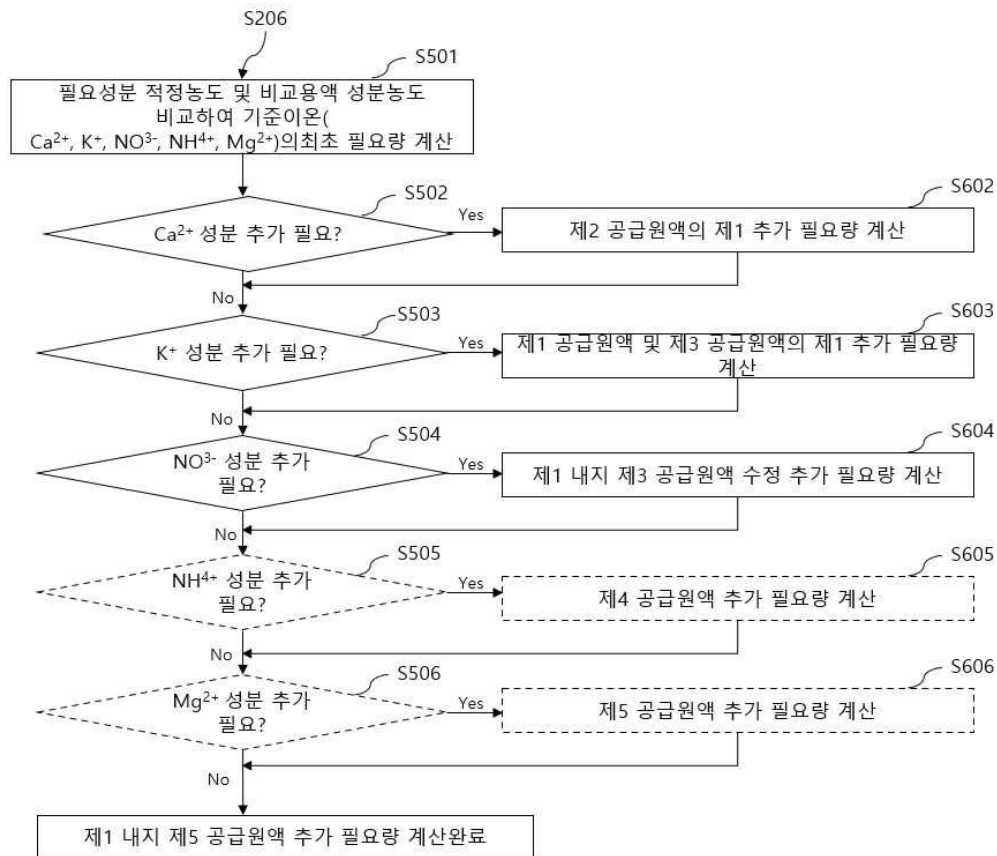 S206
S501
필요성분 적정농도 및 비교용액 성분농도
비교하여 기준이온(
Ca²⁺, K⁺, NO³⁻, NH⁴⁺, Mg²⁺)의최초 필요량 계산
S502
Ca²⁺ 성분 추가 필요?
Yes
S602
제2 공급원액의 제1 추가 필요량 계산
No
S503
K⁺ 성분 추가 필요?
Yes
S603
제1 공급원액 및 제3 공급원액의 제1 추가 필요량
계산
No
S504
NO³⁻ 성분 추가
필요?
Yes
S604
제1 내지 제3 공급원액 수정 추가 필요량 계산
No
S505
NH⁴⁺ 성분 추가
필요?
Yes
S605
제4 공급원액 추가 필요량 계산
No
S506
Mg²⁺ 성분 추가
필요?
Yes
S606
제5 공급원액 추가 필요량 계산
No
제1 내지 제5 공급원액 추가 필요량 계산완료